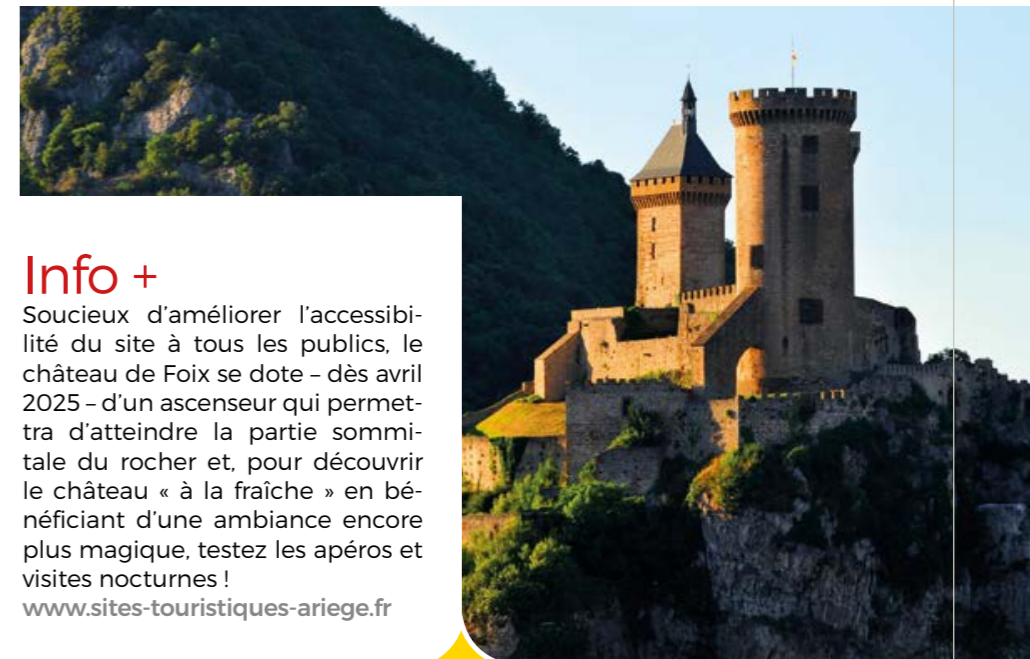 Info +
Soucieux d'améliorer l'accessibi-
lité du site à tous les publics, le
château de Foix se dote – dès avril
2025 – d'un ascenseur qui permet-
tra d'atteindre la partie sommi-
tale du rocher et, pour découvrir
le château « à la fraîche » en bé-
néficiant d'une ambiance encore
plus magique, testez les apéros et
visites nocturnes !
www.sites-touristiques-ariege.fr